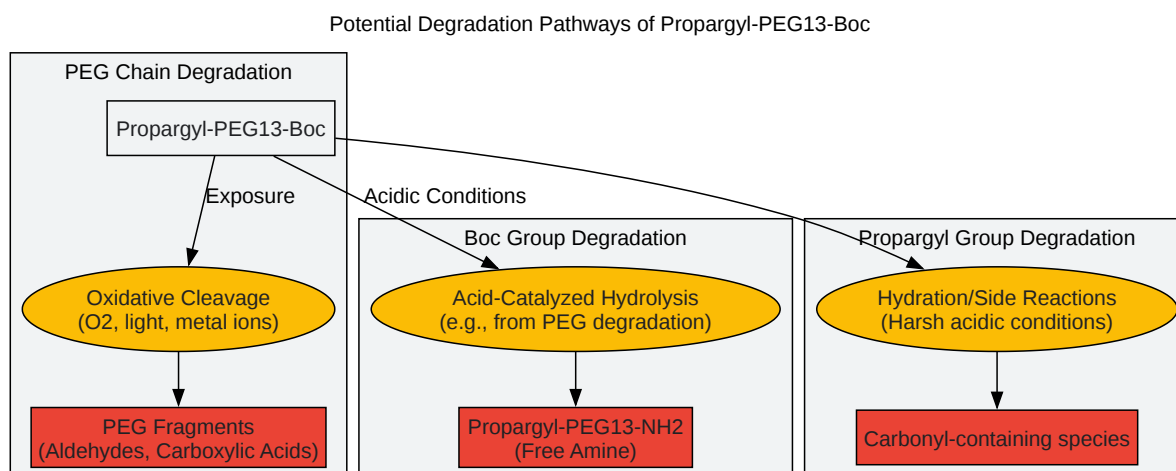 Potential Degradation Pathways of Propargyl-PEG13-Boc
PEG Chain Degradation
Propargyl-PEG13-Boc
Exposure
Acidic Conditions
Boc Group Degradation
Propargyl Group Degradation
Oxidative Cleavage
(O2, light, metal ions)
Acid-Catalyzed Hydrolysis
(e.g., from PEG degradation)
Hydration/Side Reactions
(Harsh acidic conditions)
PEG Fragments
(Aldehydes, Carboxylic Acids)
Propargyl-PEG13-NH2
(Free Amine)
Carbonyl-containing species